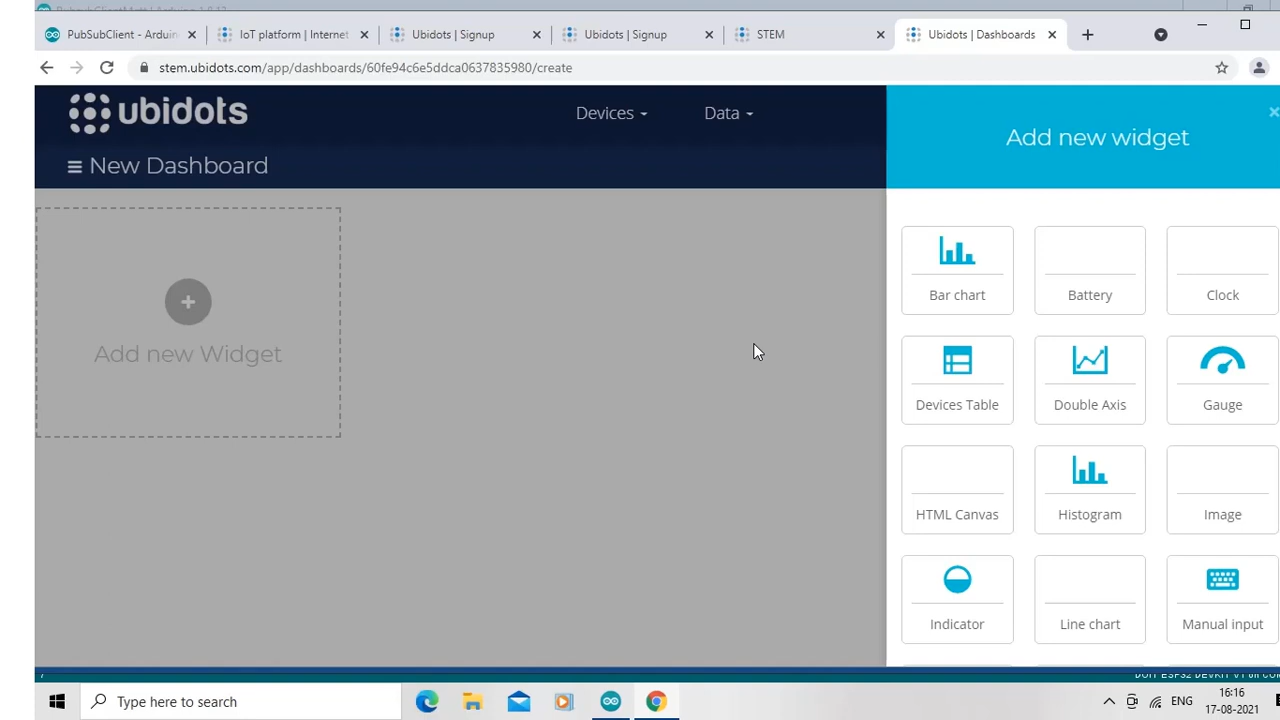 PubSubClient - Arduin
IoT platform | Internet
Ubidots | Signup
Ubidots | Signup
STEM
Ubidots | Dashboards
stem.ubidots.com/app/dashboards/60fe94c6e5ddca0637835980/create
ubidots
Devices
Data
Add new widget
New Dashboard
Add new Widget
Bar chart
Battery
Clock
Devices Table
Double Axis
Gauge
HTML Canvas
Histogram
Image
Indicator
Line chart
Manual input
Type here to search
ENG
16:16
17-08-2021